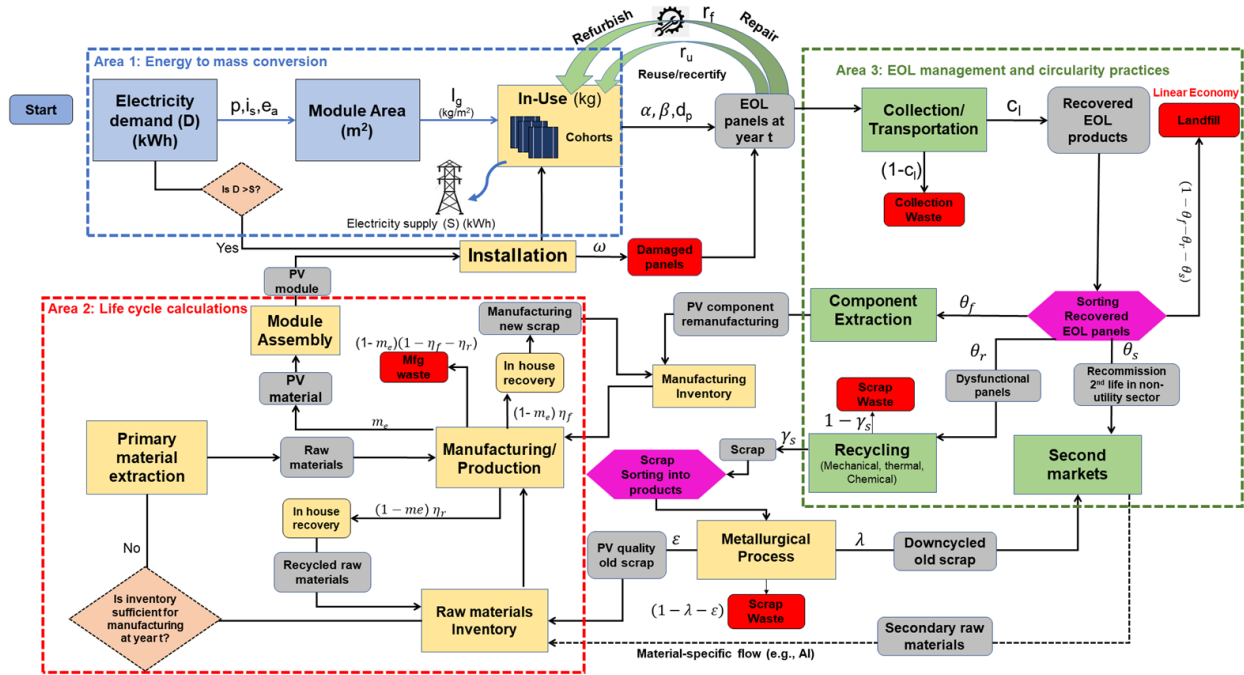 Refurbish
r_f
Repair
r_u
Reuse/recertify
Area 1: Energy to mass conversion
Start
Electricity
demand (D)
(kWh)
p,i_s,e_a
Module Area
(m²)
I_g
(kg/m²)
In-Use (kg)
Cohorts
α, β,d_p
EOL
panels at
year t
Is D >S?
Electricity supply (S) (kWh)
Yes
Installation
ω
Damaged
panels
Area 3: EOL management and circularity practices
Collection/
Transportation
c_l
Recovered
EOL
products
Linear Economy
Landfill
(1-c_l)
Collection
Waste
(1 − θ_f − θ_r − θ_s)
Sorting
Recovered
EOL panels
θ_f
Component
Extraction
PV component
remanufacturing
θ_r
θ_s
Dysfunctional
panels
Recommission
2nd life in non-
utility sector
Scrap
Waste
1 − γ_s
Recycling
(Mechanical, thermal,
Chemical)
Second
markets
γ_s
Scrap
Scrap
Sorting into
products
Metallurgical
Process
ε
λ
PV quality
old scrap
Downcycled
old scrap
(1 − λ − ε)
Scrap
Waste
Secondary raw
materials
Material-specific flow (e.g., Al)
Area 2: Life cycle calculations
PV
module
Module
Assembly
PV
material
m_e
(1- m_e)(1 − η_f − η_r)
Mfg
waste
Manufacturing
new scrap
In house
recovery
(1- m_e) η_f
Manufacturing
Inventory
Primary
material
extraction
Raw
materials
Manufacturing/
Production
In house
recovery
(1 − me) η_r
Recycled raw
materials
Raw materials
Inventory
No
Is inventory
sufficient for
manufacturing
at year t?